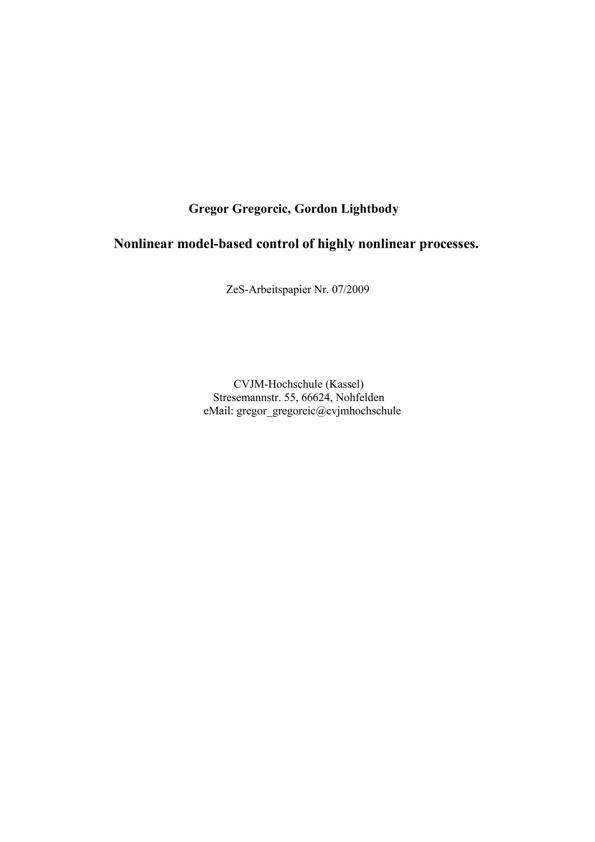 Gregor Gregorcic, Gordon Lightbody
Nonlinear model-based control of highly nonlinear processes.
ZeS-Arbeitspapier Nr. 07/2009
CVJM-Hochschule (Kassel)
Stresemannstr. 55, 66624, Nohfelden
eMail: gregor_gregorcic@cvjmhochschule